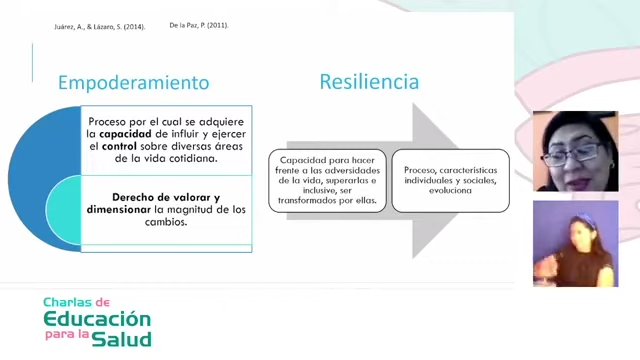 Juárez, A., & Lázaro, S. (2014).
De la Paz, P. (2011).
Empoderamiento
Proceso por el cual se adquiere
la capacidad de influir y ejercer
el control sobre diversas áreas
de la vida cotidiana.
Derecho de valorar y
dimensionar la magnitud de los
cambios.
Resiliencia
Capacidad para hacer
frente a las adversidades
de la vida, superarlas e
inclusive, ser
transformados por ellas.
Proceso, características
individuales y sociales,
evoluciona
Charlas de
Educación
para la
Salud